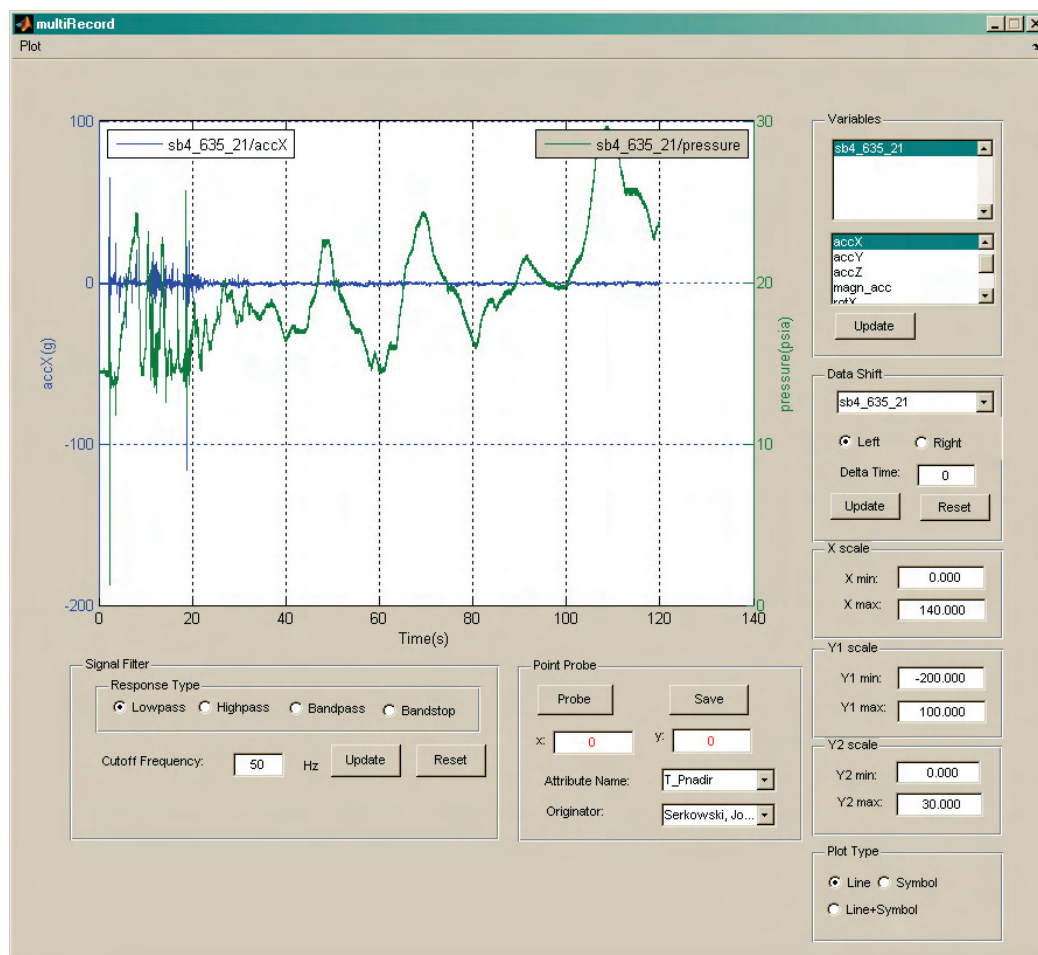 multiRecord
Plot
100
0
-100
-200
accX(g)
sb4_635_21/accX
sb4_635_21/pressure
30
20
10
0
pressure(psia)
0 20 40 60 80 100 120 140
Time(s)
Variables
sb4_635_21
accX
accY
accZ
magn_acc
rotX
Update
Data Shift
sb4_635_21
Left Right
Delta Time: 0
Update Reset
X scale
X min: 0.000
X max: 140.000
Y1 scale
Y1 min: -200.000
Y1 max: 100.000
Y2 scale
Y2 min: 0.000
Y2 max: 30.000
Plot Type
Line Symbol
Line+Symbol
Signal Filter
Response Type
Lowpass Highpass Bandpass Bandstop
Cutoff Frequency: 50 Hz Update Reset
Point Probe
Probe Save
x: 0 y: 0
Attribute Name: T_Pnadir
Originator: Serkowski, Jo...